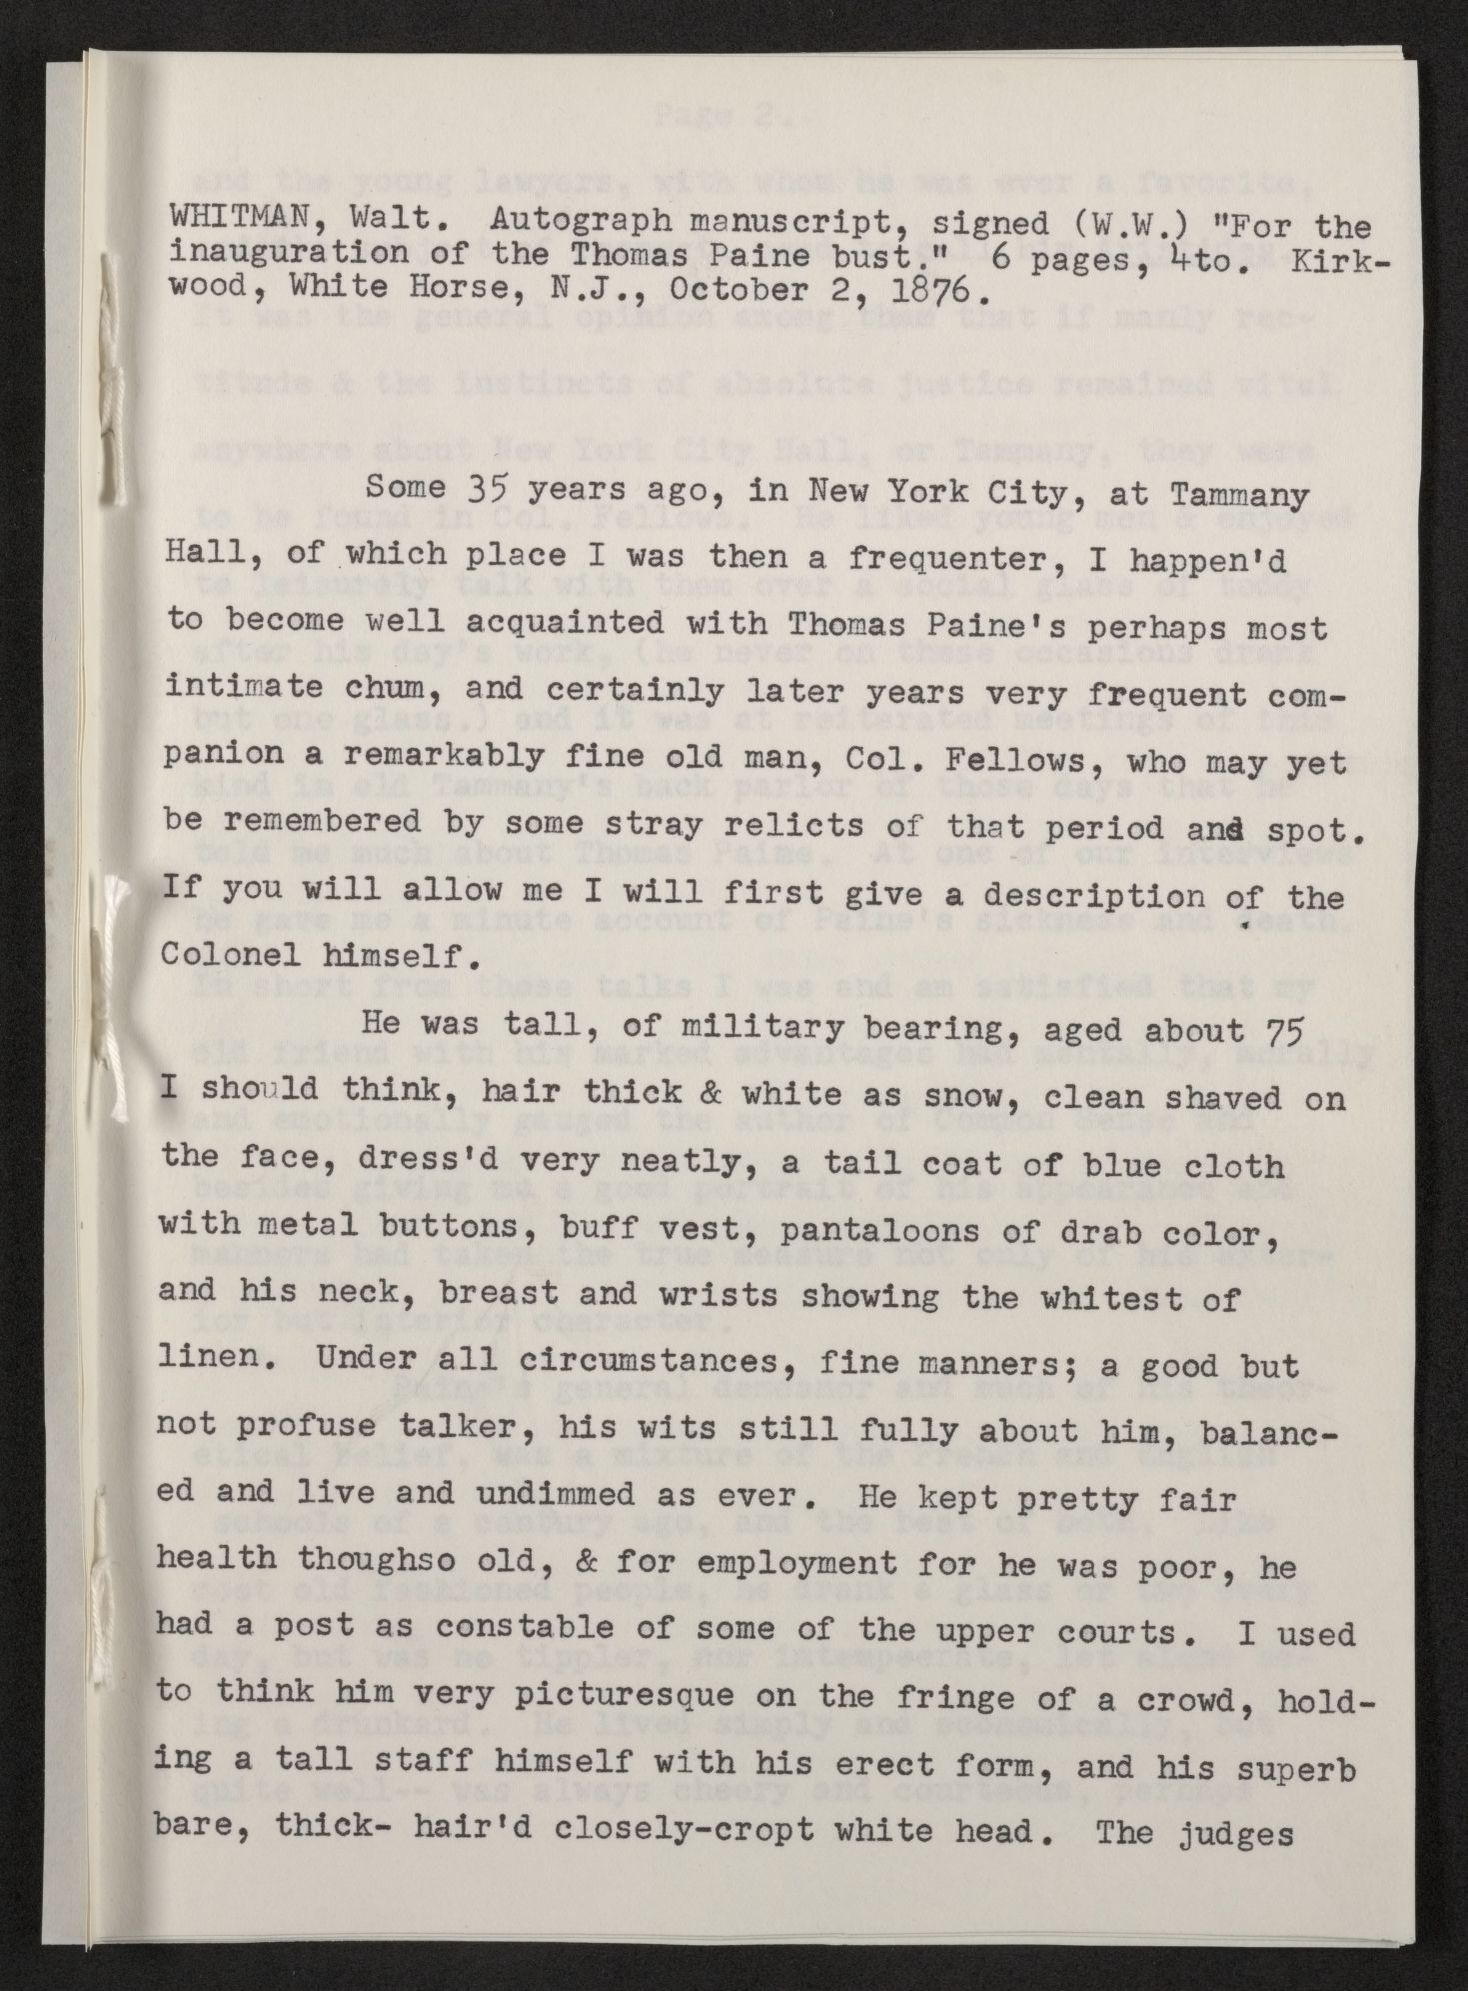 WHITMAN, Walt.  Autograph manuscript, signed (W.W.) "For the
inauguration of the Thomas Paine bust."  6 pages, 4to.  Kirk-
wood, White Horse, N.J., October 2, 1876.
Some 35 years ago, in New York City, at Tammany
Hall, of which place I was then a frequenter, I happen'd
to become well acquainted with Thomas Paine's perhaps most
intimate chum, and certainly later years very frequent com-
panion a remarkably fine old man, Col. Fellows, who may yet
be remembered by some stray relicts of that period and spot.
If you will allow me I will first give a description of the
Colonel himself.
He was tall, of military bearing, aged about 75
I should think, hair thick & white as snow, clean shaved on
the face, dress'd very neatly, a tail coat of blue cloth
with metal buttons, buff vest, pantaloons of drab color,
and his neck, breast and wrists showing the whitest of
linen.  Under all circumstances, fine manners; a good but
not profuse talker, his wits still fully about him, balanc-
ed and live and undimmed as ever.  He kept pretty fair
health thoughso old, & for employment for he was poor, he
had a post as constable of some of the upper courts.  I used
to think him very picturesque on the fringe of a crowd, hold-
ing a tall staff himself with his erect form, and his superb
bare, thick- hair'd closely-cropt white head.  The judges